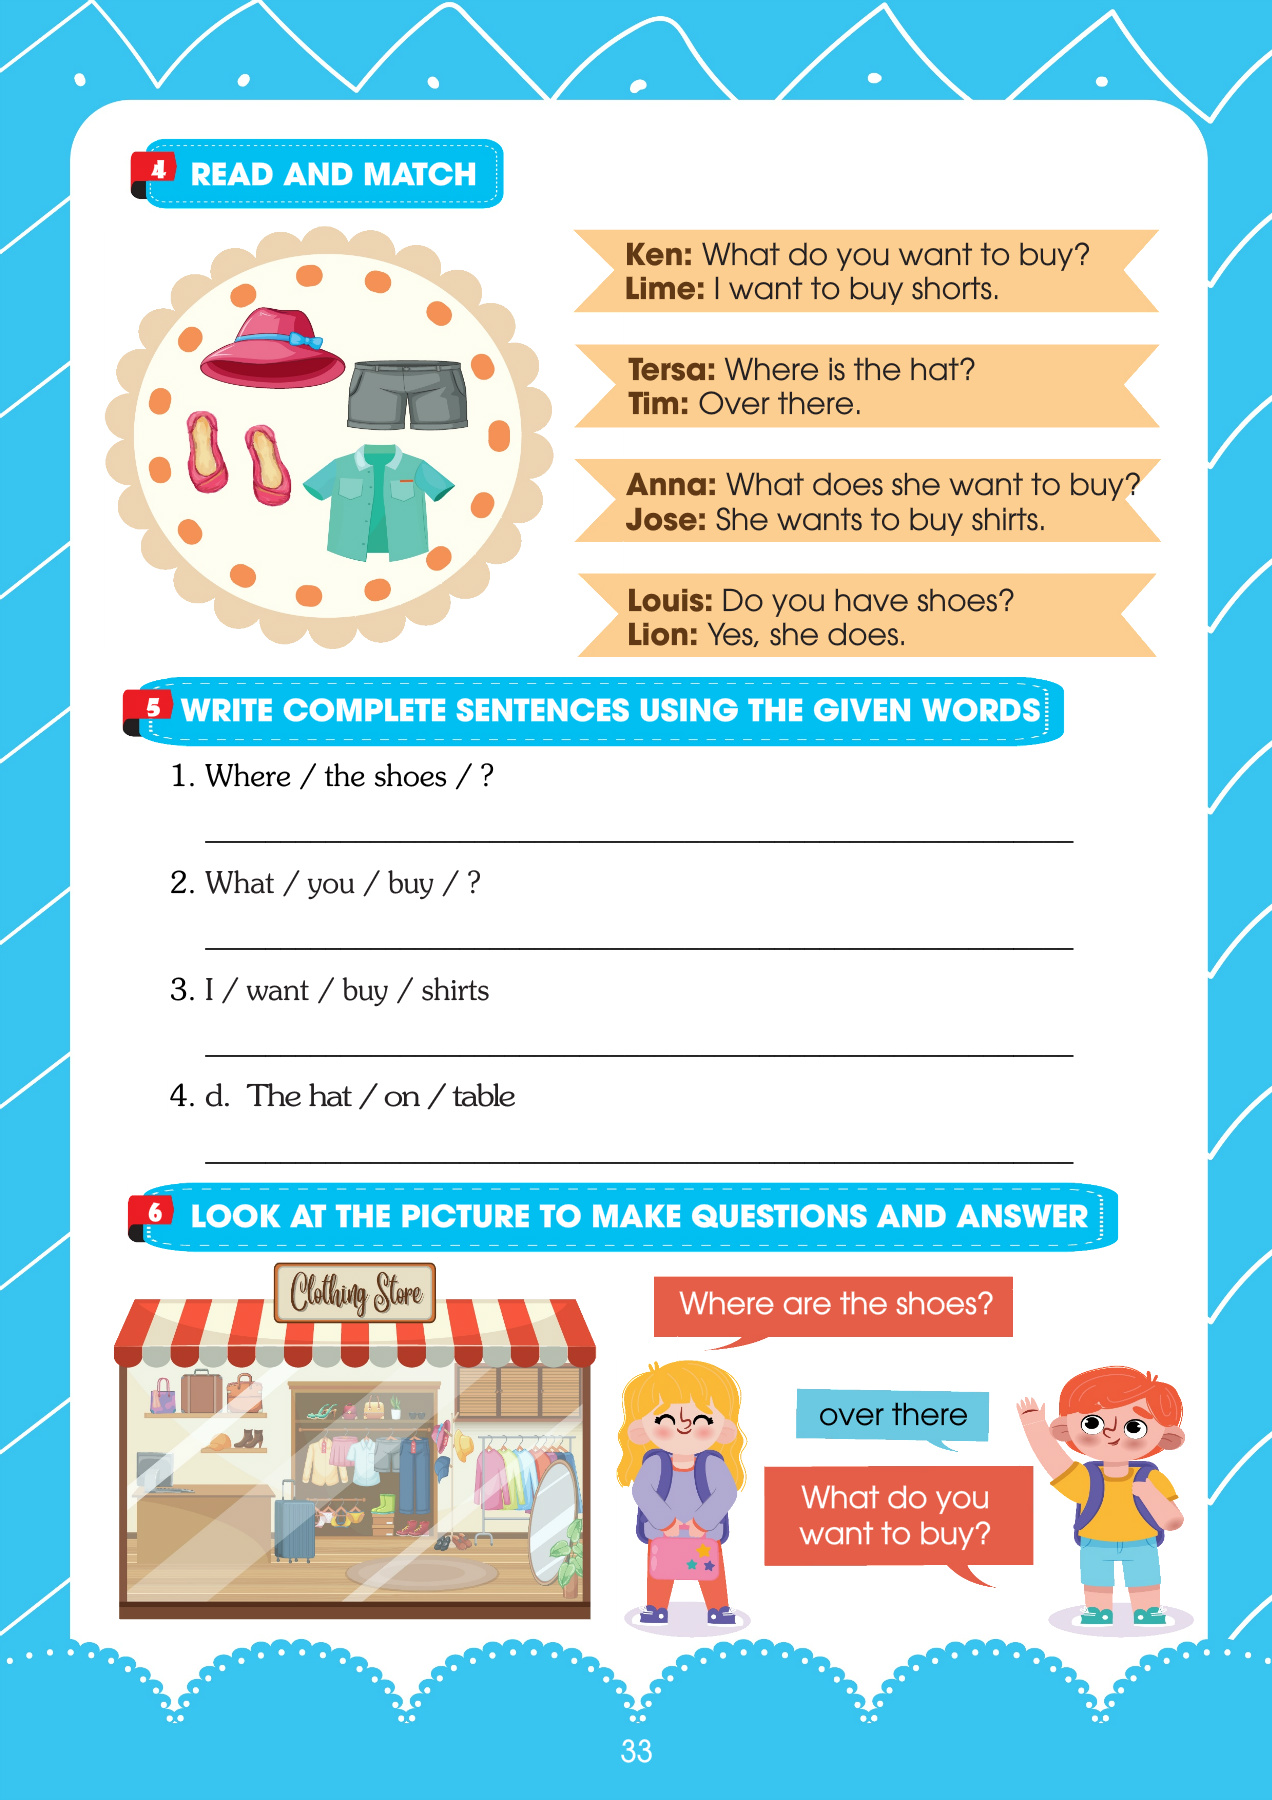 4 READ AND MATCH
Ken: What do you want to buy?
Lime: I want to buy shorts.
Tersa: Where is the hat?
Tim: Over there.
Anna: What does she want to buy?
Jose: She wants to buy shirts.
Louis: Do you have shoes?
Lion: Yes, she does.
5 WRITE COMPLETE SENTENCES USING THE GIVEN WORDS
1. Where / the shoes / ?
2. What / you / buy / ?
3. I / want / buy / shirts
4. d. The hat / on / table
6 LOOK AT THE PICTURE TO MAKE QUESTIONS AND ANSWER
Clothing Store
Where are the shoes?
over there
What do you
want to buy?
33